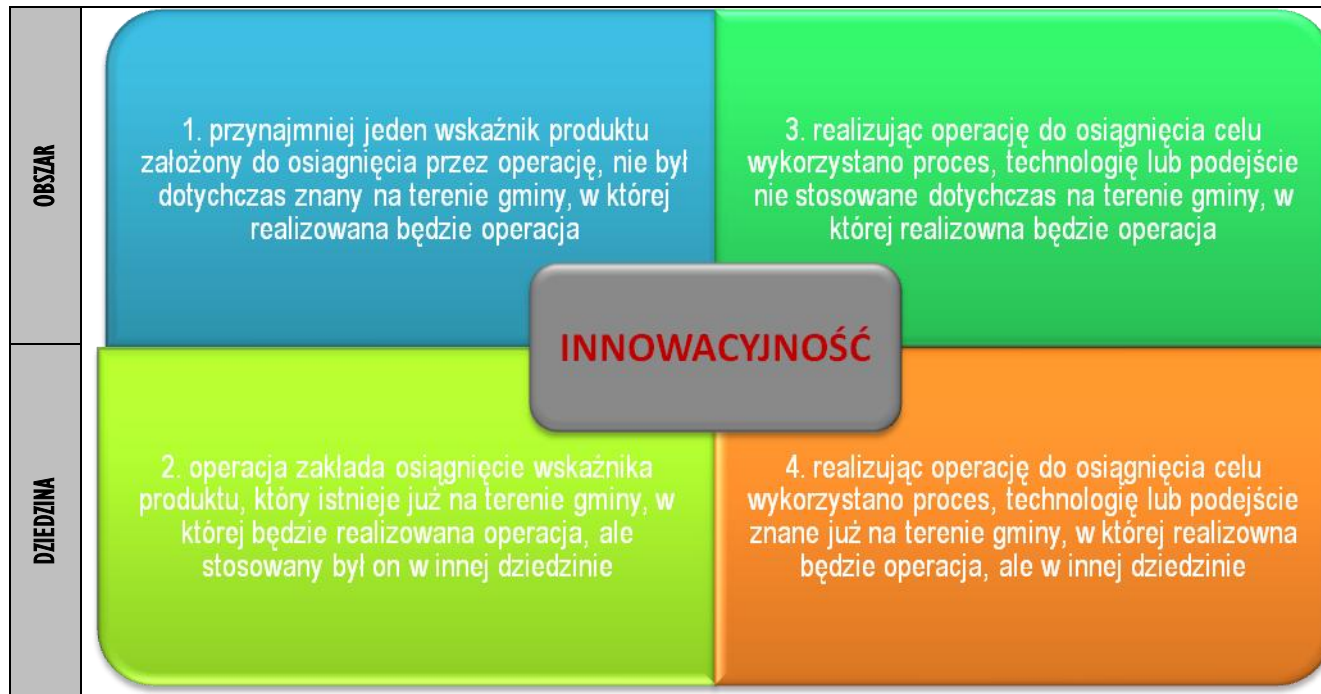 OBSZAR
1. przynajmniej jeden wskaźnik produktu
założony do osiagnięcia przez operację, nie był
dotychczas znany na terenie gminy, w której
realizowana będzie operacja
3. realizując operację do osiągnięcia celu
wykorzystano proces, technologię lub podejście
nie stosowane dotychczas na terenie gminy, w
której realizowna będzie operacja
INNOWACYJNOŚĆ
DZIEDZINA
2. operacja zakłada osiągnięcie wskaźnika
produktu, który istnieje już na terenie gminy, w
której będzie realizowana operacja, ale
stosowany był on w innej dziedzinie
4. realizując operację do osiągnięcia celu
wykorzystano proces, technologię lub podejście
znane już na terenie gminy, w której realizowna
będzie operacja, ale w innej dziedzinie